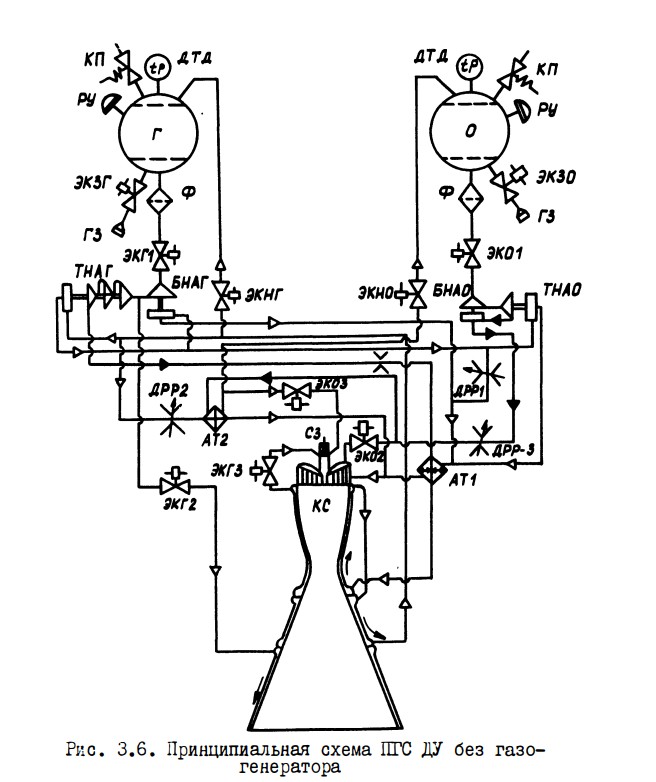 КП
tP
ДТД
РУ
Г
ЭКЗГ
Ф
ГЗ
ЭКГ1
ТНАГ
БНАГ
ЭКНГ
ДТД
tP
КП
РУ
О
ЭКЗО
Ф
ГЗ
ЭКО1
ЭКНО
БНАО
ТНАО
ЭКО3
ДРР2
ДРР1
АТ2
СЗ
ЭКО2
ДРР-3
ЭКГ3
АТ1
ЭКГ2
КС
Рис. 3.6. Принципиальная схема ПГС ДУ без газо-
генератора